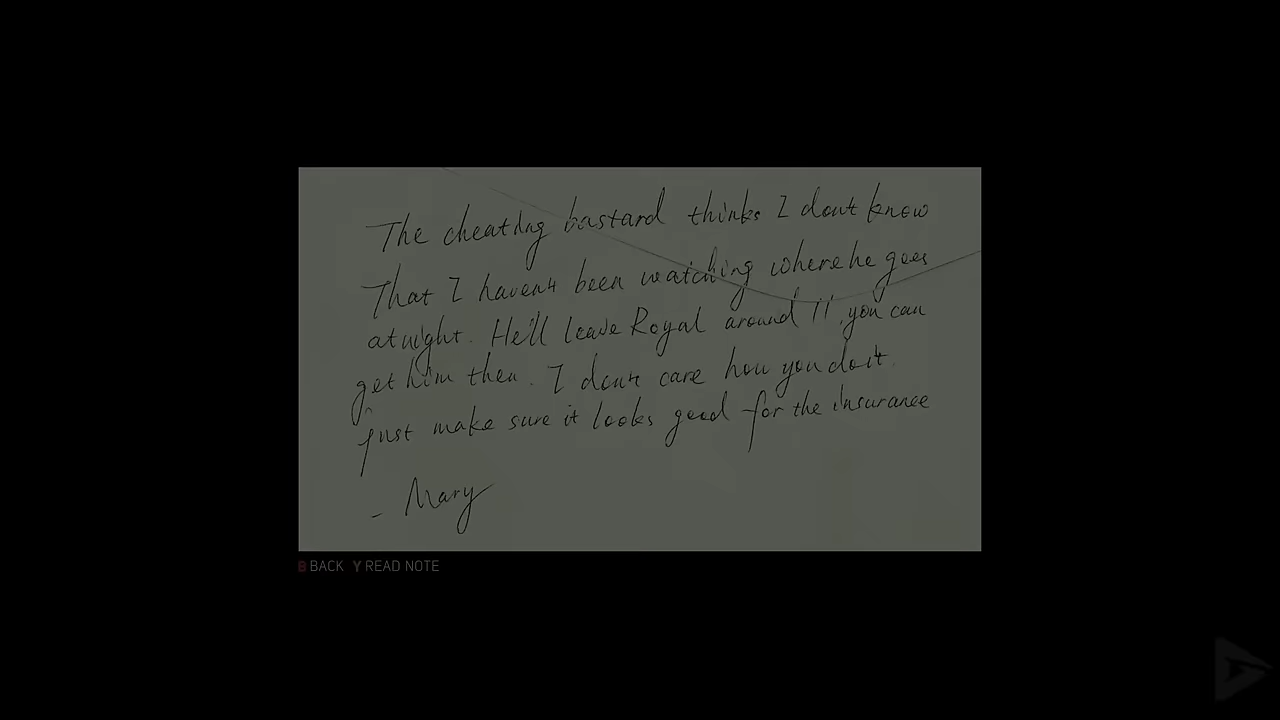 The cheating bastard thinks I don't know
That I haven't been watching where he goes
at night. He'll leave Royal around 11, you can
get him then. I don't care how you do it,
just make sure it looks good for the insurance
- Mary
B BACK Y READ NOTE